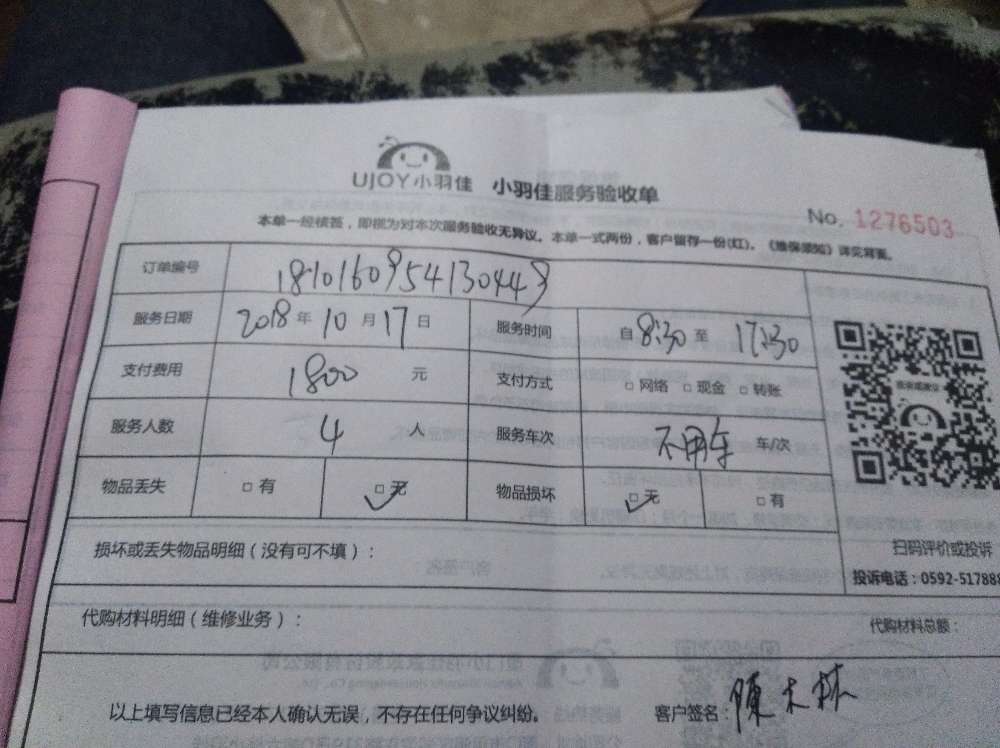 UJOY小羽佳 小羽佳服务验收单
No. 1276503
本单一经核签，即视为对本次服务验收无异议。本单一式两份，客户留存一份(红)。《维保须知》详见背面。
订单编号 181016095413044
服务日期 2018年10月17日 服务时间 自8:30至17:30
支付费用 1800元 支付方式 □网络 □现金 □转账
服务人数 4人 服务车次 不用车 车/次
物品丢失 □有 □无 物品损坏 □无 □有
损坏或丢失物品明细（没有可不填）：
扫码评价或投诉
投诉电话：0592-517888
代购材料明细（维修业务）：
代购材料总额：
以上填写信息已经本人确认无误，不存在任何争议纠纷。 客户签名：陳大林